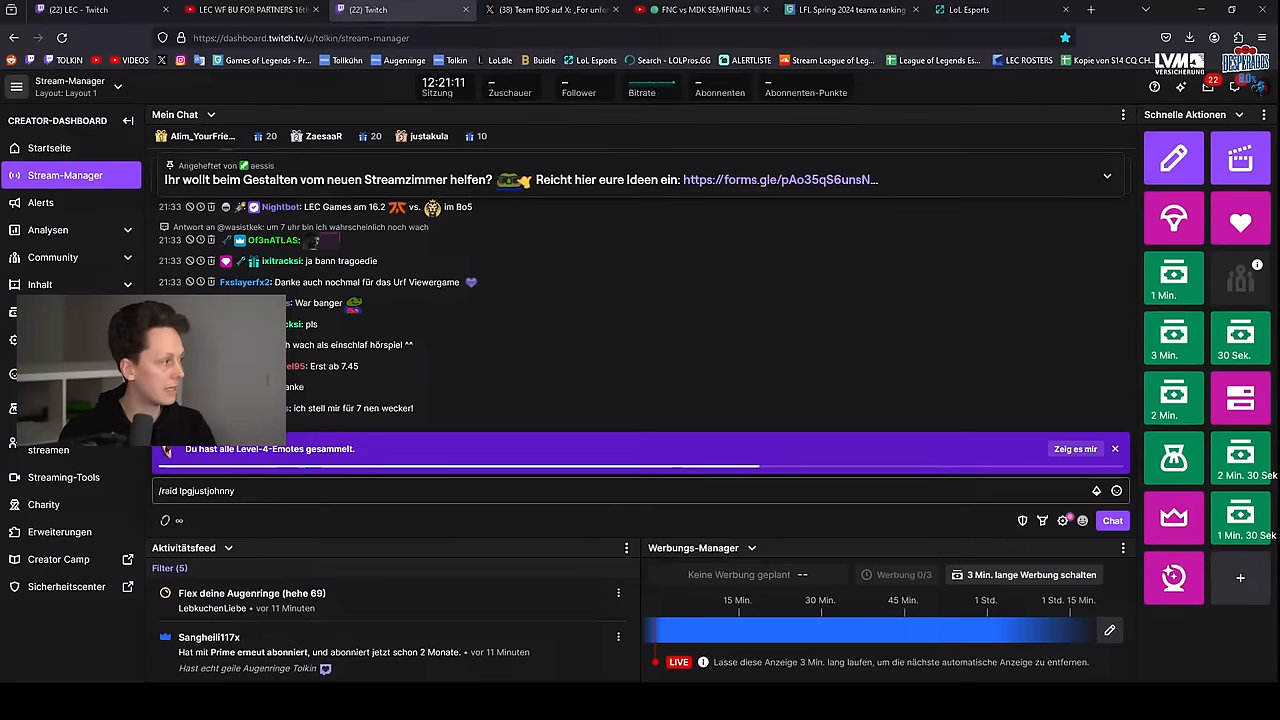 (22) LEC - Twitch
LEC WF BU FOR PARTNERS 16th
(22) Twitch
(38) Team BDS auf X: „For unfor
FNC vs MDK SEMIFINALS
LFL Spring 2024 teams ranking,
LoL Esports
https://dashboard.twitch.tv/u/tolkin/stream-manager
TOLKIN
VIDEOS
Games of Legends - Pr...
Tollkühn
Augenringe
Tolkin
LoLdle
Buidle
LoL Esports
Search - LOLPros.GG
ALERTLISTE
Stream League of Leg...
League of Legends Es...
LEC ROSTERS
Kopie von S14 CQ CH...
LVM
VERSICHERUNG
DESPERADOS
0.0%
Stream-Manager
Layout: Layout 1
12:21:11
Sitzung
–
Zuschauer
–
Follower
Bitrate
–
Abonnenten
–
Abonnenten-Punkte
22
CREATOR-DASHBOARD
Startseite
Stream-Manager
Alerts
Analysen
Community
Inhalt
streamen
Streaming-Tools
Charity
Erweiterungen
Creator Camp
Sicherheitscenter
Mein Chat
Alim_YourFrie... 20
ZaesaaR 20
justakula 10
Angeheftet von aessis
Ihr wollt beim Gestalten vom neuen Streamzimmer helfen? Reicht hier eure Ideen ein: https://forms.gle/pAo35qS6unsN...
21:33 Nightbot: LEC Games am 16.2 vs. im Bo5
Antwort an @wasistkek: um 7 uhr bin ich wahrscheinlich noch wach
21:33 Of3nATLAS:
21:33 ixitracksi: ja bann tragoedie
21:33 Fxslayerfx2: Danke auch nochmal für das Urf Viewergame
s: War banger
cksi: pls
wach als einschlaf hörspiel ^^
el95: Erst ab 7.45
anke
s: ich stell mir für 7 nen wecker!
Du hast alle Level-4-Emotes gesammelt.
Zeig es mir
/raid lpgjustjohnny
∞
Chat
Aktivitätsfeed
Filter (5)
Flex deine Augenringe (hehe 69)
LebkuchenLiebe • vor 11 Minuten
Sangheili117x
Hat mit Prime erneut abonniert, und abonniert jetzt schon 2 Monate. • vor 11 Minuten
Hast echt geile Augenringe Tolkin
Werbungs-Manager
Keine Werbung geplant --
Werbung 0/3
3 Min. lange Werbung schalten
15 Min.
30 Min.
45 Min.
1 Std.
1 Std. 15 Min.
LIVE
Lasse diese Anzeige 3 Min. lang laufen, um die nächste automatische Anzeige zu entfernen.
Schnelle Aktionen
1 Min.
3 Min.
30 Sek.
2 Min.
2 Min. 30 Sek
1 Min. 30 Sek
+